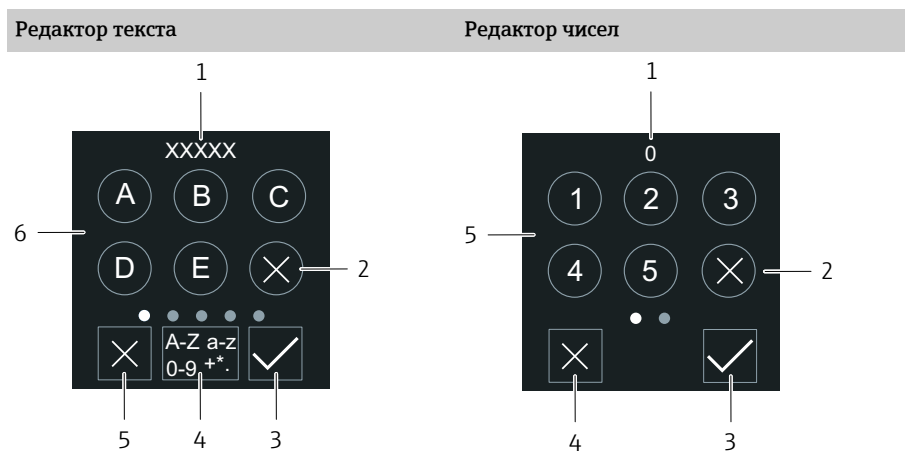 Редактор текста Редактор чисел
1 1
XXXXX 0
A B C 1 2 3
6 5
D E 2 4 5 2
A-Z a-z
0-9 +*.
5 4 3 4 3